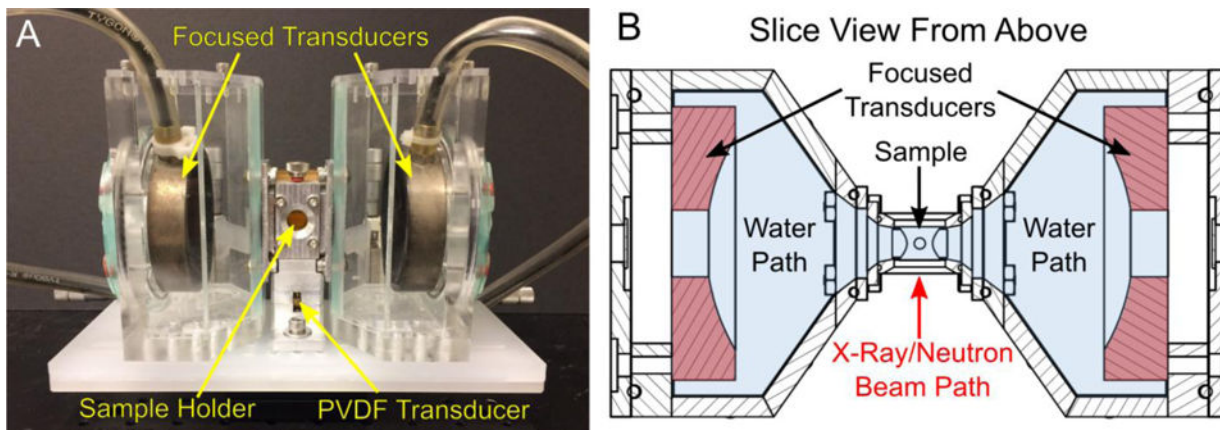 A
TYGON
Focused Transducers
Sample Holder
PVDF Transducer
B
Slice View From Above
Focused
Transducers
Sample
Water
Path
Water
Path
X-Ray/Neutron
Beam Path